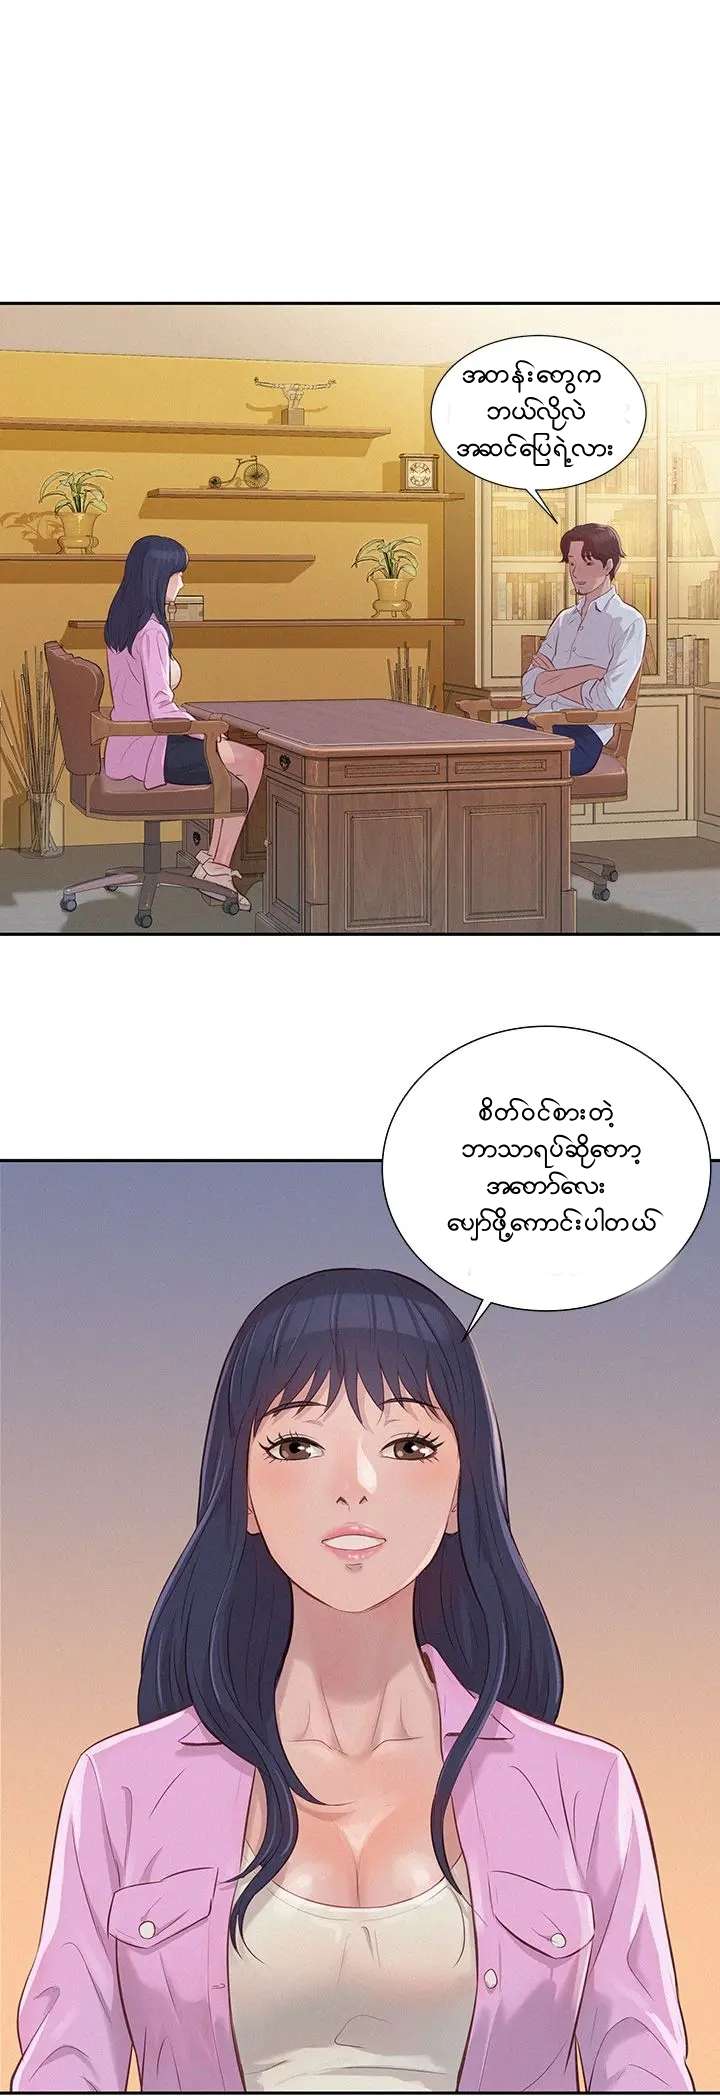 အတန်းတွေက
ဘယ်လိုလဲ
အဆင်ပြေရဲ့လား
စိတ်ဝင်စားတဲ့
ဘာသာရပ်ဆိုတော့
အတော်လေး
ပျော်ဖို့ကောင်းပါတယ်